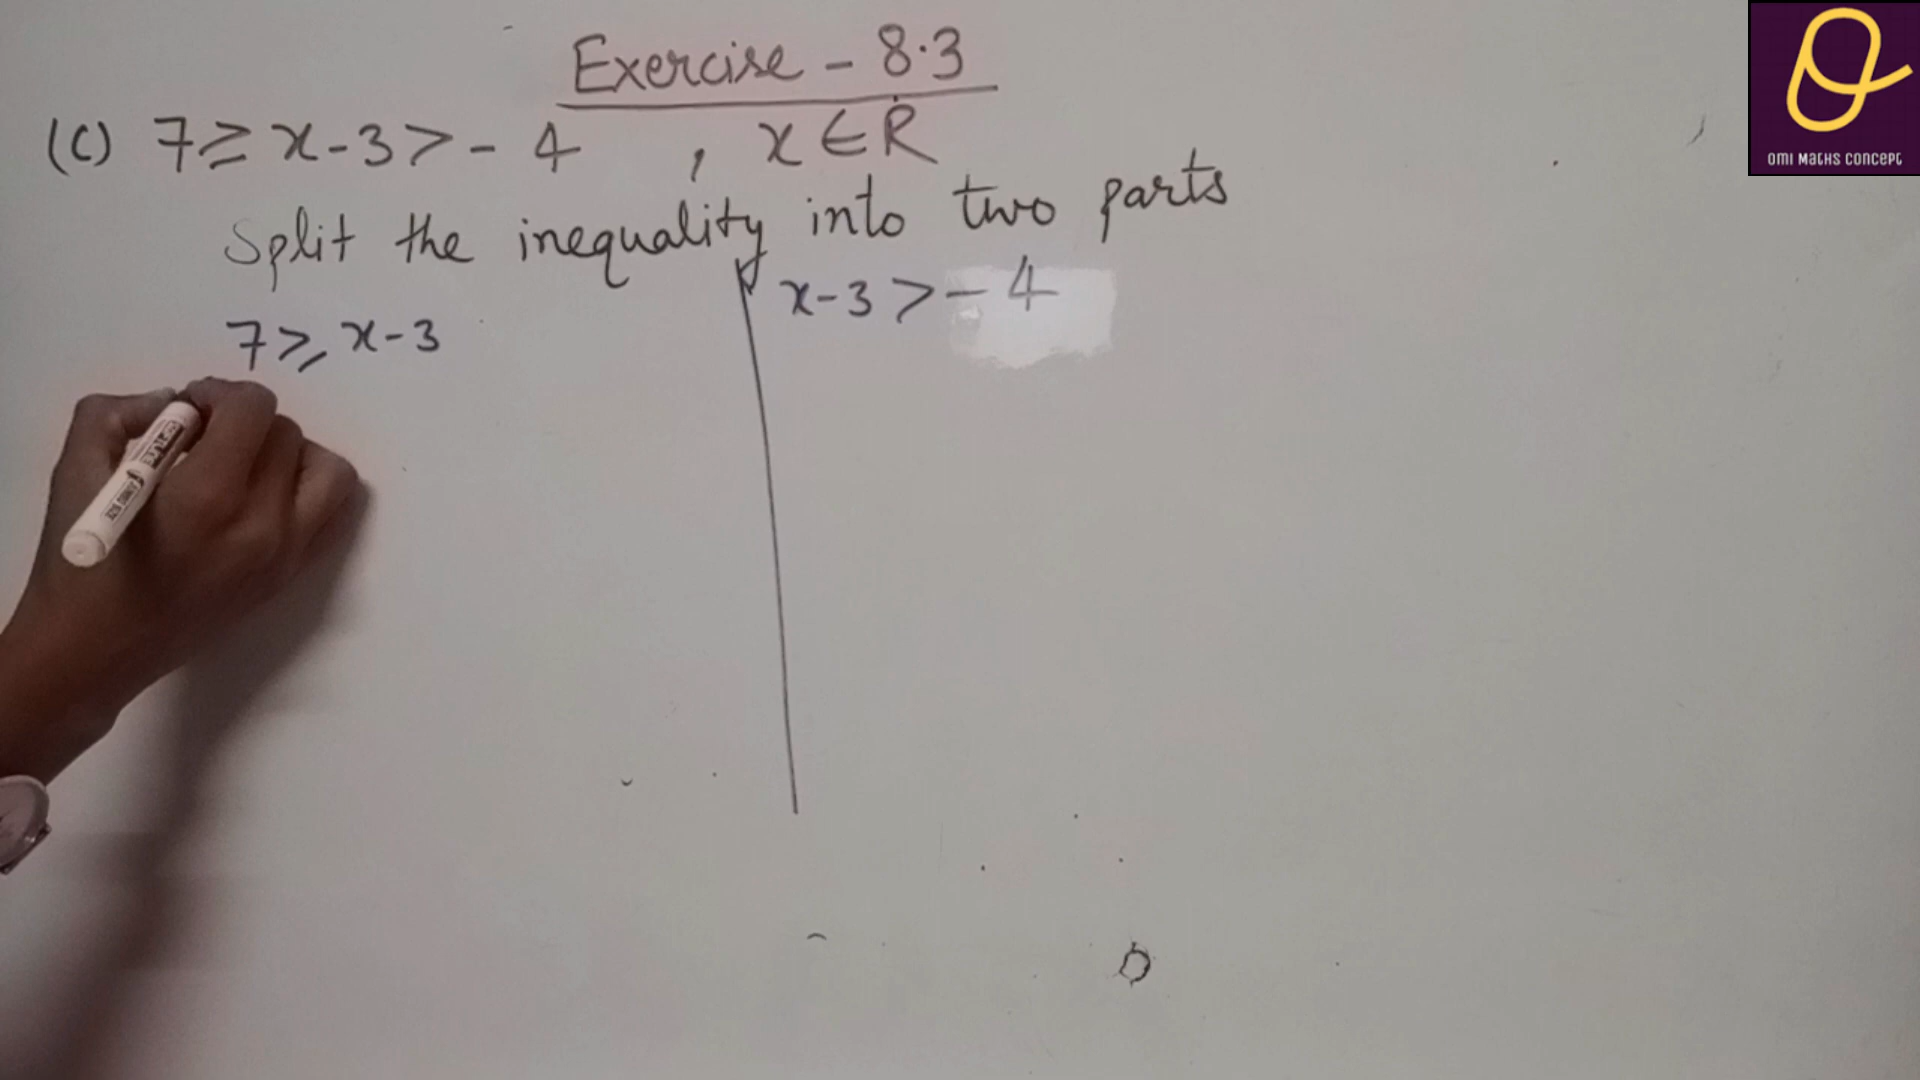 Exercise - 8.3
(C) 7 ≥ x-3 > - 4 , x ∈ R
Split the inequality into two parts
7 ≥ x-3
x-3 > - 4
OMI MATHS CONCEPT